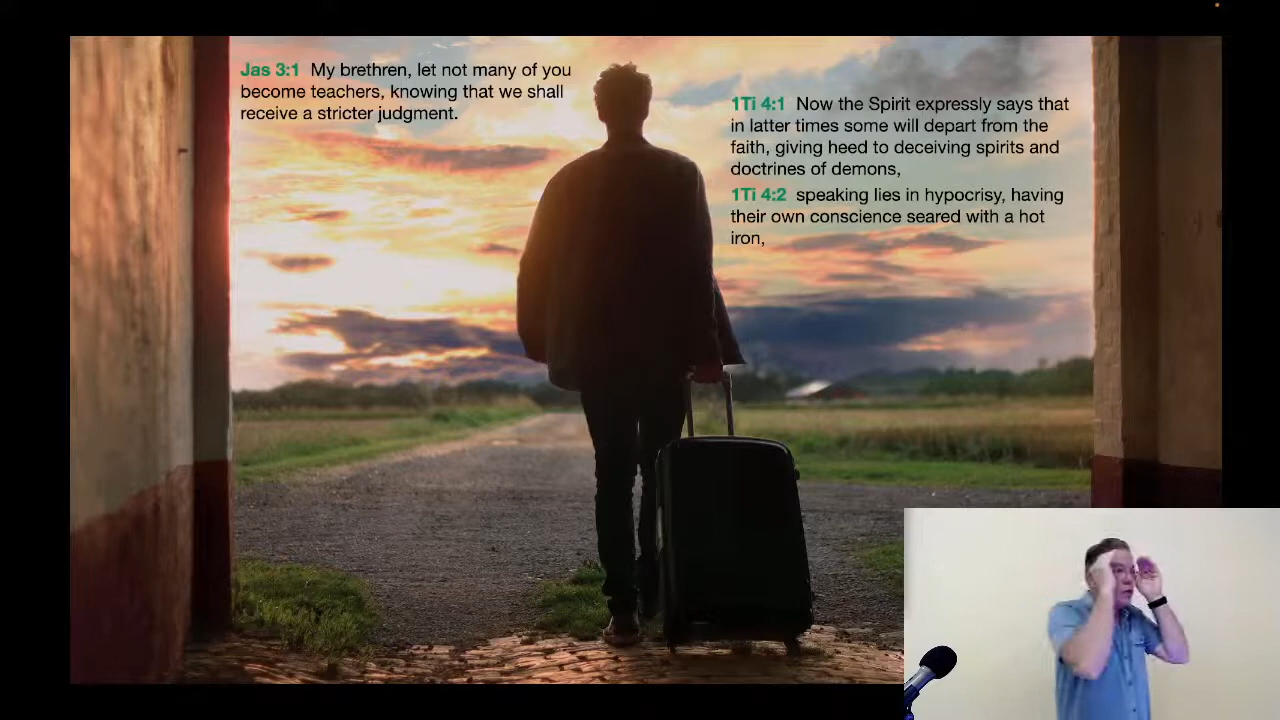 Jas 3:1 My brethren, let not many of you
become teachers, knowing that we shall
receive a stricter judgment.
1Ti 4:1 Now the Spirit expressly says that
in latter times some will depart from the
faith, giving heed to deceiving spirits and
doctrines of demons,
1Ti 4:2 speaking lies in hypocrisy, having
their own conscience seared with a hot
iron,